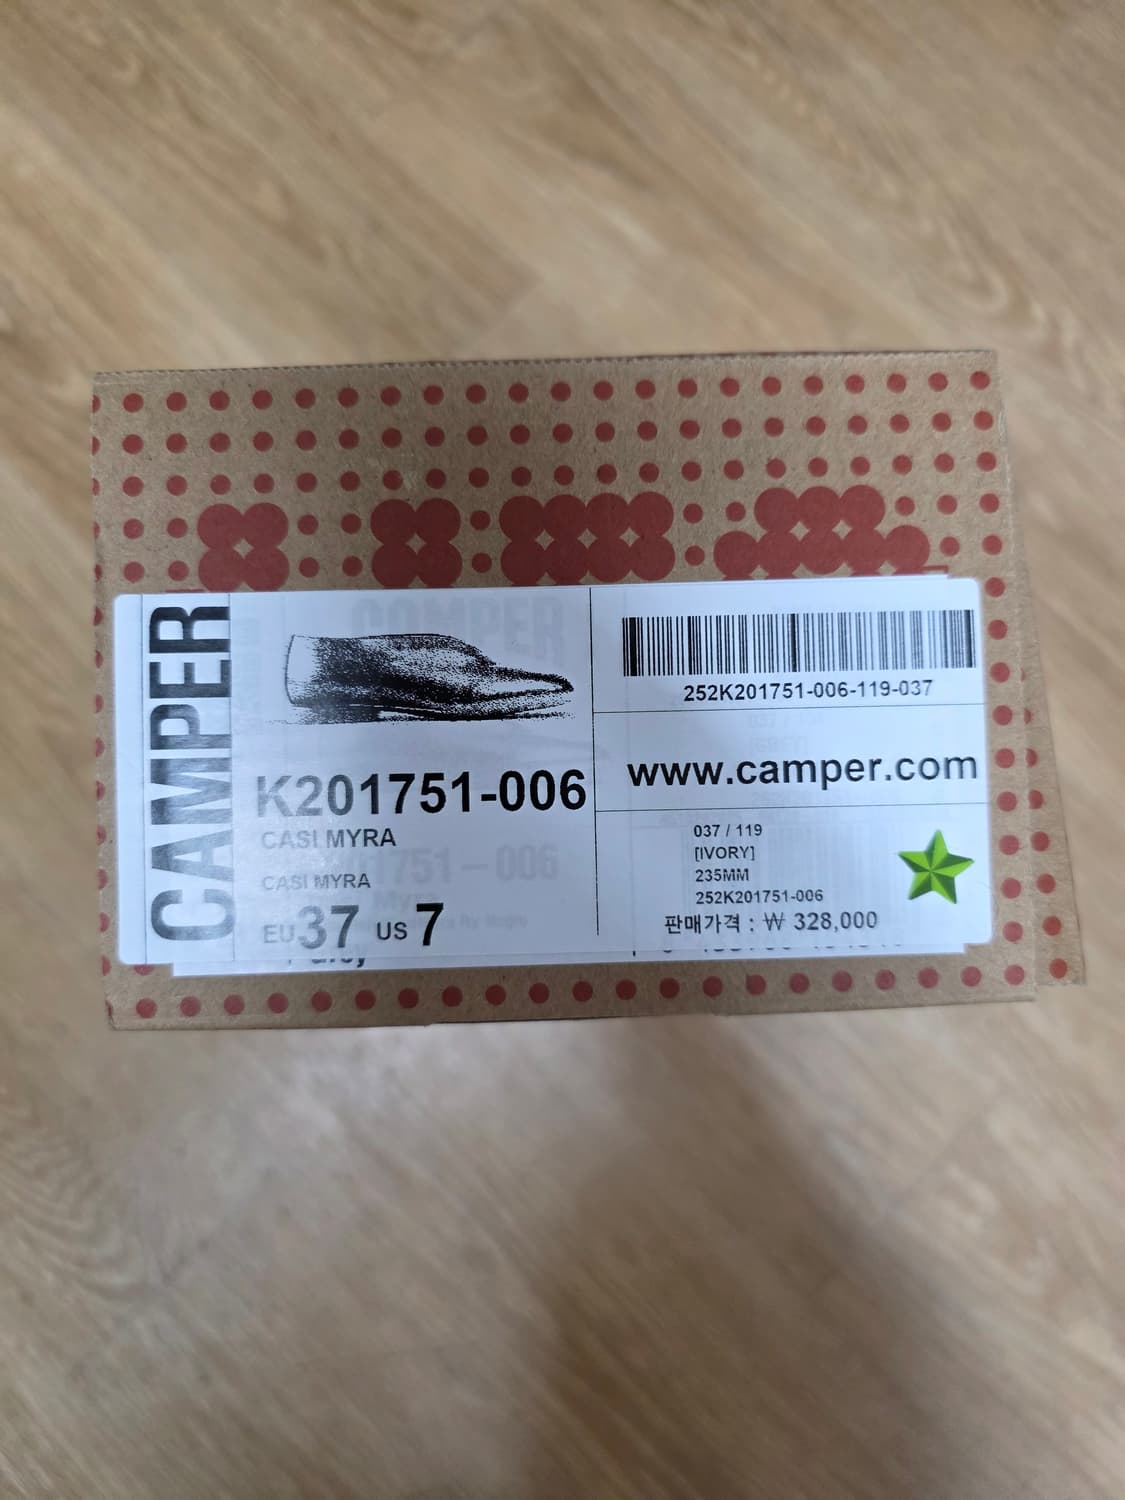 CAMPER
K201751-006
CASI MYRA
CASI MYRA
EU 37 US 7
252K201751-006-119-037
www.camper.com
037 / 119
[IVORY]
235MM
252K201751-006
판매가격 : ₩ 328,000